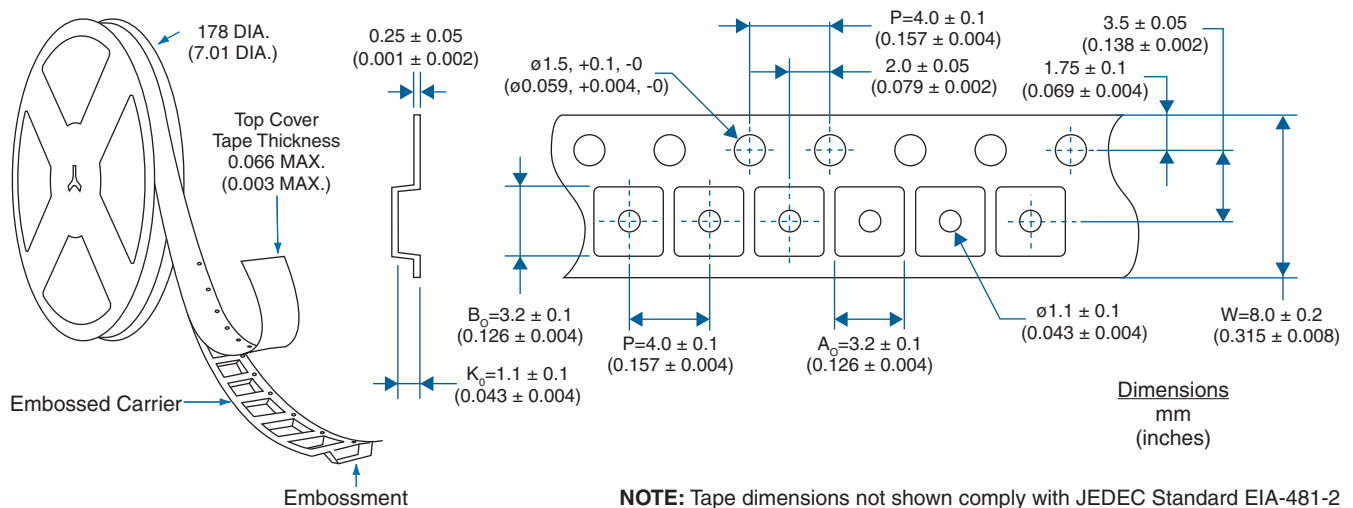 178 DIA.
(7.01 DIA.)
0.25 ± 0.05
(0.001 ± 0.002)
Top Cover
Tape Thickness
0.066 MAX.
(0.003 MAX.)
Embossed Carrier
Embossment
B₀=3.2 ± 0.1
(0.126 ± 0.004)
K₀=1.1 ± 0.1
(0.043 ± 0.004)
ø1.5, +0.1, -0
(ø0.059, +0.004, -0)
P=4.0 ± 0.1
(0.157 ± 0.004)
2.0 ± 0.05
(0.079 ± 0.002)
3.5 ± 0.05
(0.138 ± 0.002)
1.75 ± 0.1
(0.069 ± 0.004)
P=4.0 ± 0.1
(0.157 ± 0.004)
A₀=3.2 ± 0.1
(0.126 ± 0.004)
ø1.1 ± 0.1
(0.043 ± 0.004)
W=8.0 ± 0.2
(0.315 ± 0.008)
Dimensions
mm
(inches)
NOTE: Tape dimensions not shown comply with JEDEC Standard EIA-481-2